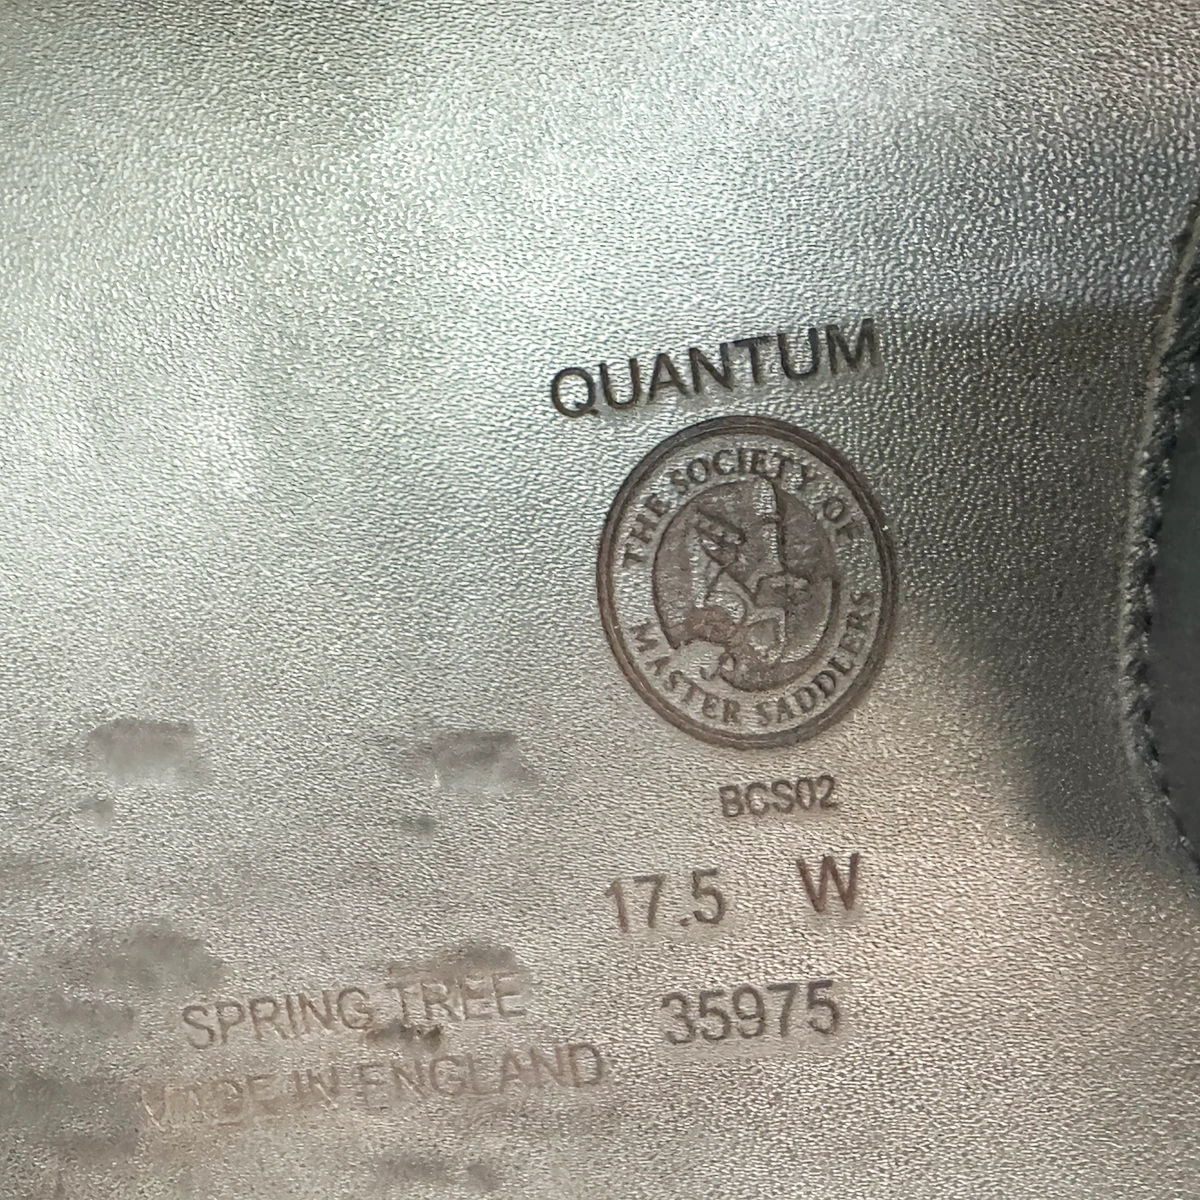 QUANTUM
THE SOCIETY OF
MASTER SADDLERS
BCS02
17.5 W
SPRING TREE
35975
MADE IN ENGLAND